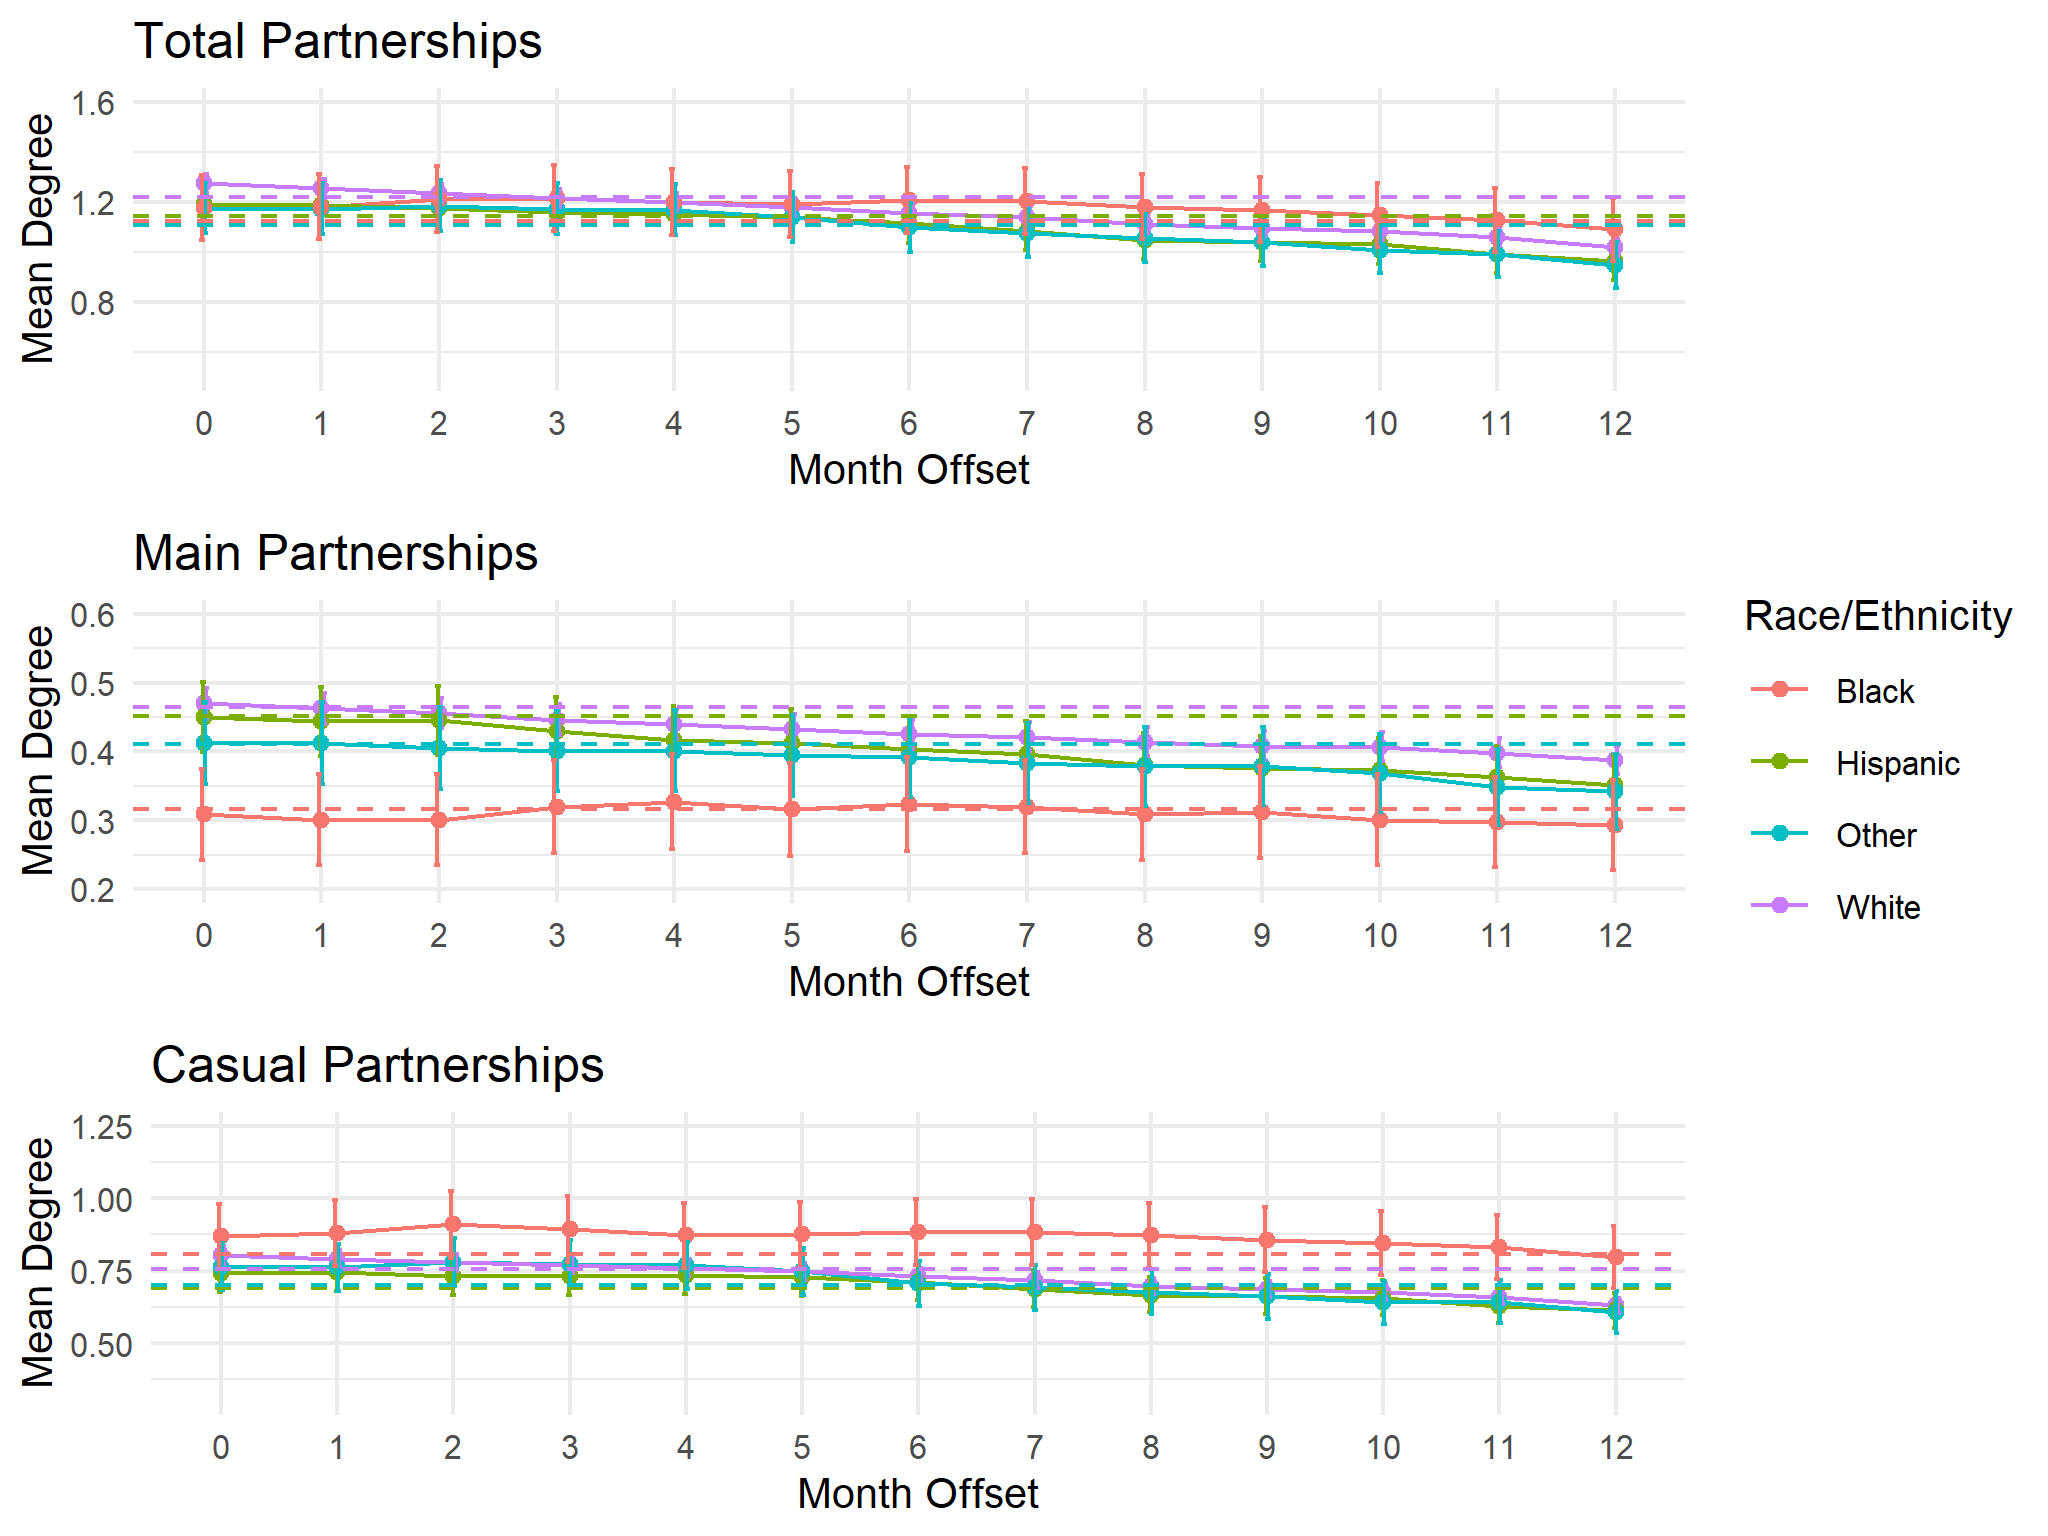 Total Partnerships
Mean Degree
1.6
1.2
0.8
0 1 2 3 4 5 6 7 8 9 10 11 12
Month Offset
Main Partnerships
Mean Degree
0.6
0.5
0.4
0.3
0.2
0 1 2 3 4 5 6 7 8 9 10 11 12
Month Offset
Race/Ethnicity
Black
Hispanic
Other
White
Casual Partnerships
Mean Degree
1.25
1.00
0.75
0.50
0 1 2 3 4 5 6 7 8 9 10 11 12
Month Offset